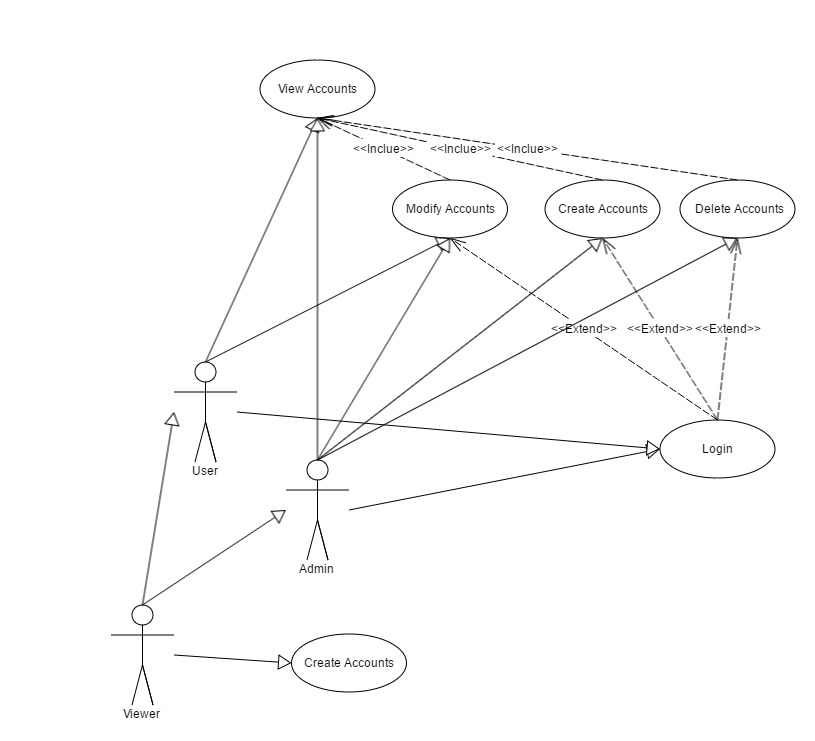 View Accounts
<<Inclue>>
<<Inclue>>
<<Inclue>>
Modify Accounts
Create Accounts
Delete Accounts
<<Extend>>
<<Extend>>
<<Extend>>
User
Login
Admin
Create Accounts
Viewer